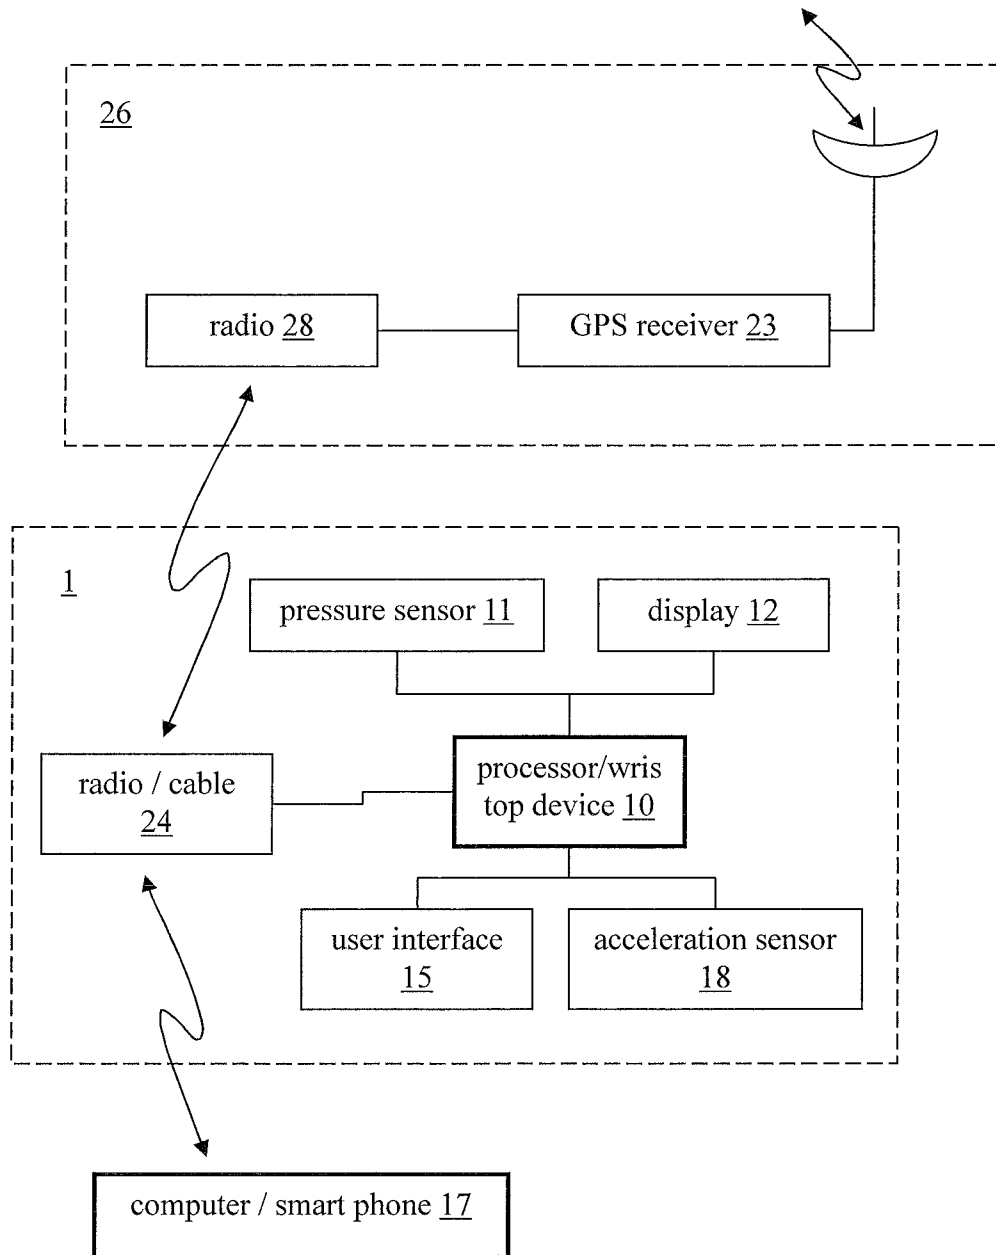 26
radio 28
GPS receiver 23
1
pressure sensor 11
display 12
radio / cable
24
processor/wris
top device 10
user interface
15
acceleration sensor
18
computer / smart phone 17